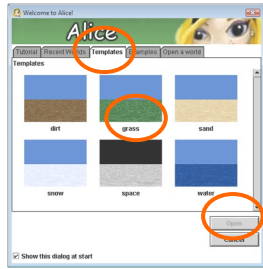 Welcome to Alice!
Alice
Tutorial Recent Worlds Templates Examples Open a world
Templates
dirt grass sand
snow space water
Open
Cancel
Show this dialog at start